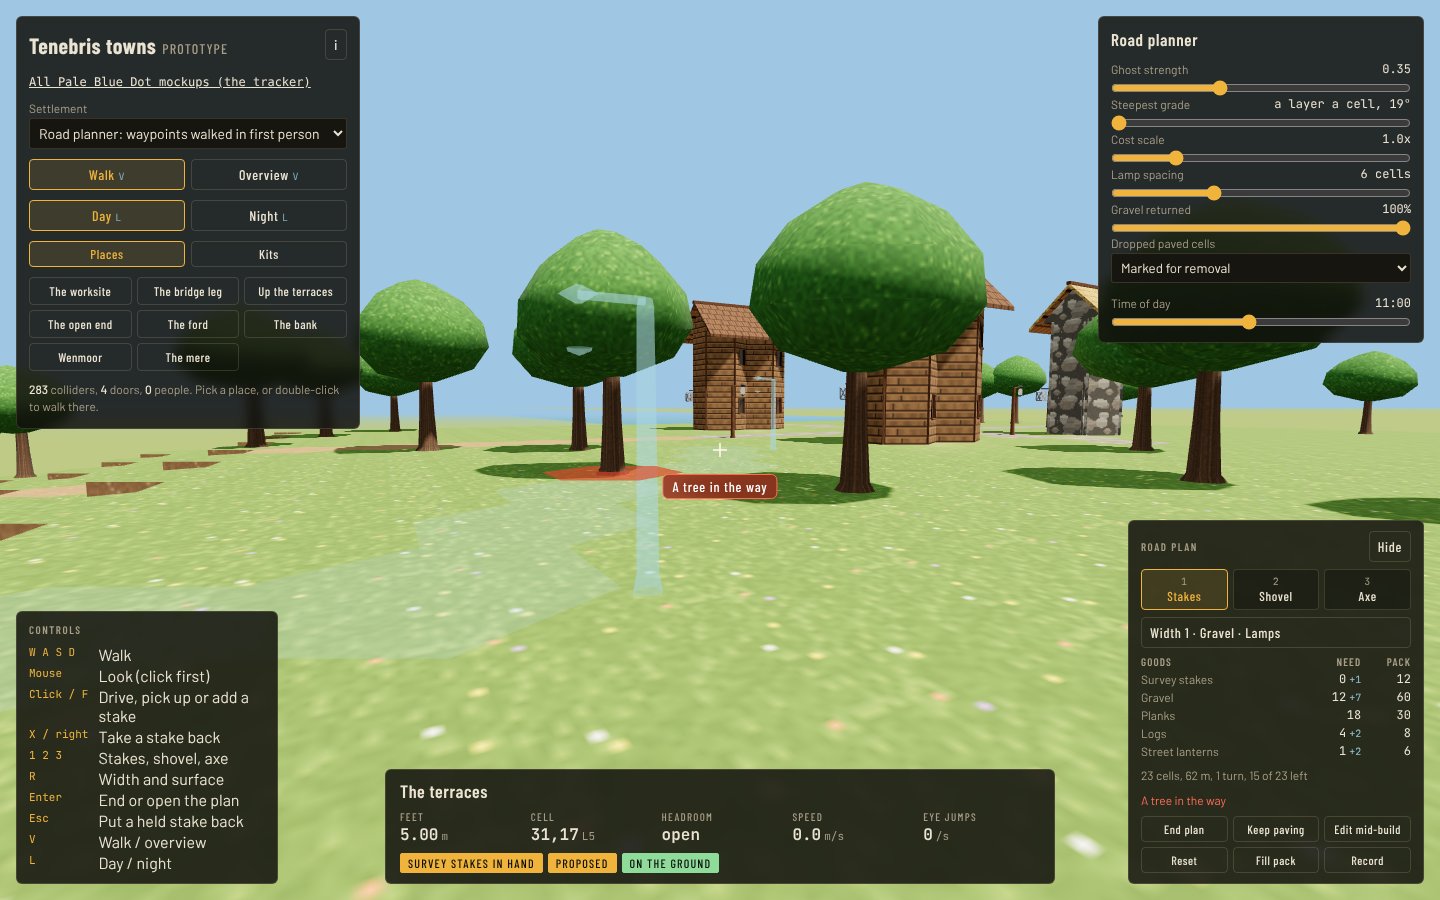 Tenebris towns PROTOTYPE
i
All Pale Blue Dot mockups (the tracker)
Settlement
Road planner: waypoints walked in first person
Walk V
Overview V
Day L
Night L
Places
Kits
The worksite
The bridge leg
Up the terraces
The open end
The ford
The bank
Wenmoor
The mere
283 colliders, 4 doors, 0 people. Pick a place, or double-click
to walk there.
Road planner
Ghost strength 0.35
Steepest grade a layer a cell, 19°
Cost scale 1.0x
Lamp spacing 6 cells
Gravel returned 100%
Dropped paved cells
Marked for removal
Time of day 11:00
A tree in the way
CONTROLS
W A S D Walk
Mouse Look (click first)
Click / F Drive, pick up or add a
stake
X / right Take a stake back
1 2 3 Stakes, shovel, axe
R Width and surface
Enter End or open the plan
Esc Put a held stake back
V Walk / overview
L Day / night
The terraces
FEET CELL HEADROOM SPEED EYE JUMPS
5.00 m 31,17 L5 open 0.0 m/s 0 /s
SURVEY STAKES IN HAND PROPOSED ON THE GROUND
ROAD PLAN
Hide
1 2 3
Stakes Shovel Axe
Width 1 · Gravel · Lamps
GOODS NEED PACK
Survey stakes 0 +1 12
Gravel 12 +7 60
Planks 18 30
Logs 4 +2 8
Street lanterns 1 +2 6
23 cells, 62 m, 1 turn, 15 of 23 left
A tree in the way
End plan Keep paving Edit mid-build
Reset Fill pack Record